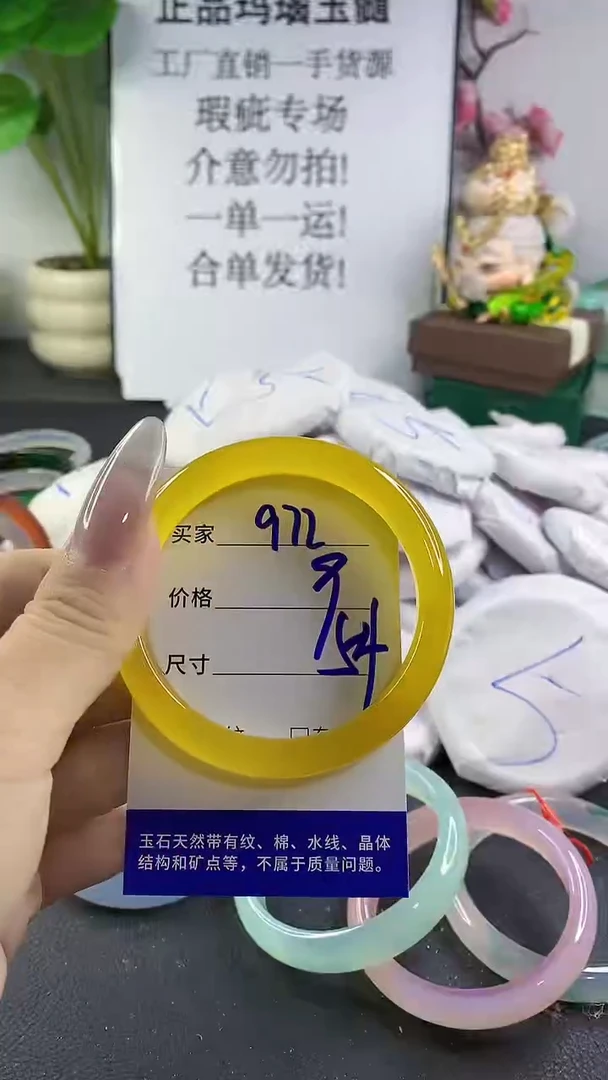 正品玛瑙玉髓
工厂直销一手货源
瑕疵专场
介意勿拍!
一单一运!
合单发货!
买家 972
价格 9
尺寸 54
玉石天然带有纹、棉、水线、晶体
结构和矿点等，不属于质量问题。